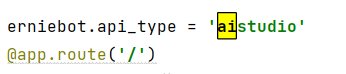 erniebot.api_type = 'aistudio'
@app.route('/')